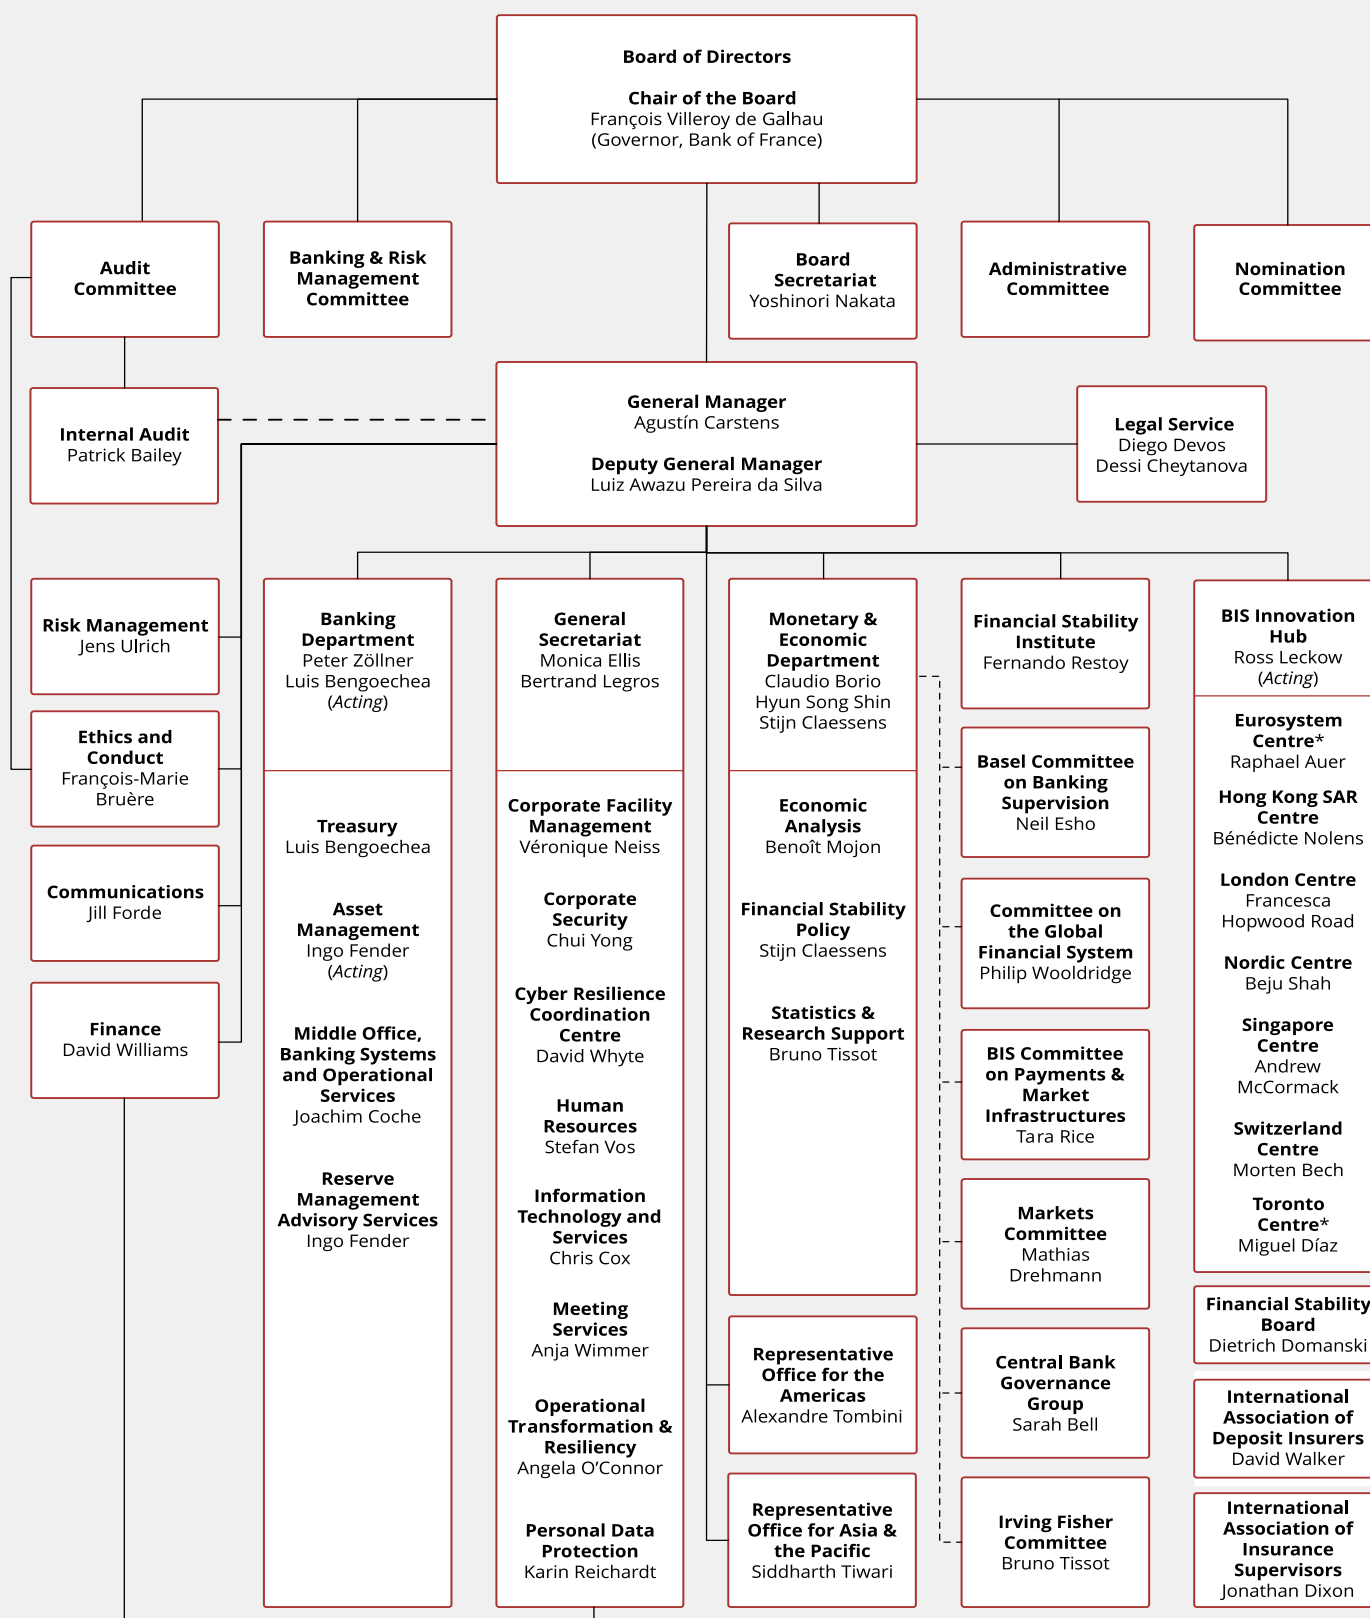 Board of Directors
Chair of the Board
François Villeroy de Galhau
(Governor, Bank of France)
Audit
Committee
Banking & Risk
Management
Committee
Board
Secretariat
Yoshinori Nakata
Administrative
Committee
Nomination
Committee
Internal Audit
Patrick Bailey
General Manager
Agustín Carstens
Deputy General Manager
Luiz Awazu Pereira da Silva
Legal Service
Diego Devos
Dessi Cheytanova
Risk Management
Jens Ulrich
Ethics and
Conduct
François-Marie
Bruère
Communications
Jill Forde
Finance
David Williams
Banking
Department
Peter Zöllner
Luis Bengoechea
(Acting)
Treasury
Luis Bengoechea
Asset
Management
Ingo Fender
(Acting)
Middle Office,
Banking Systems
and Operational
Services
Joachim Coche
Reserve
Management
Advisory Services
Ingo Fender
General
Secretariat
Monica Ellis
Bertrand Legros
Corporate Facility
Management
Véronique Neiss
Corporate
Security
Chui Yong
Cyber Resilience
Coordination
Centre
David Whyte
Human
Resources
Stefan Vos
Information
Technology and
Services
Chris Cox
Meeting
Services
Anja Wimmer
Operational
Transformation &
Resiliency
Angela O'Connor
Personal Data
Protection
Karin Reichardt
Monetary &
Economic
Department
Claudio Borio
Hyun Song Shin
Stijn Claessens
Economic
Analysis
Benoît Mojon
Financial Stability
Policy
Stijn Claessens
Statistics &
Research Support
Bruno Tissot
Representative
Office for the
Americas
Alexandre Tombini
Representative
Office for Asia &
the Pacific
Siddharth Tiwari
Financial Stability
Institute
Fernando Restoy
Basel Committee
on Banking
Supervision
Neil Esho
Committee on
the Global
Financial System
Philip Wooldridge
BIS Committee
on Payments &
Market
Infrastructures
Tara Rice
Markets
Committee
Mathias
Drehmann
Central Bank
Governance
Group
Sarah Bell
Irving Fisher
Committee
Bruno Tissot
BIS Innovation
Hub
Ross Leckow
(Acting)
Eurosystem
Centre*
Raphael Auer
Hong Kong SAR
Centre
Bénédicte Nolens
London Centre
Francesca
Hopwood Road
Nordic Centre
Beju Shah
Singapore
Centre
Andrew
McCormack
Switzerland
Centre
Morten Bech
Toronto
Centre*
Miguel Díaz
Financial Stability
Board
Dietrich Domanski
International
Association of
Deposit Insurers
David Walker
International
Association of
Insurance
Supervisors
Jonathan Dixon